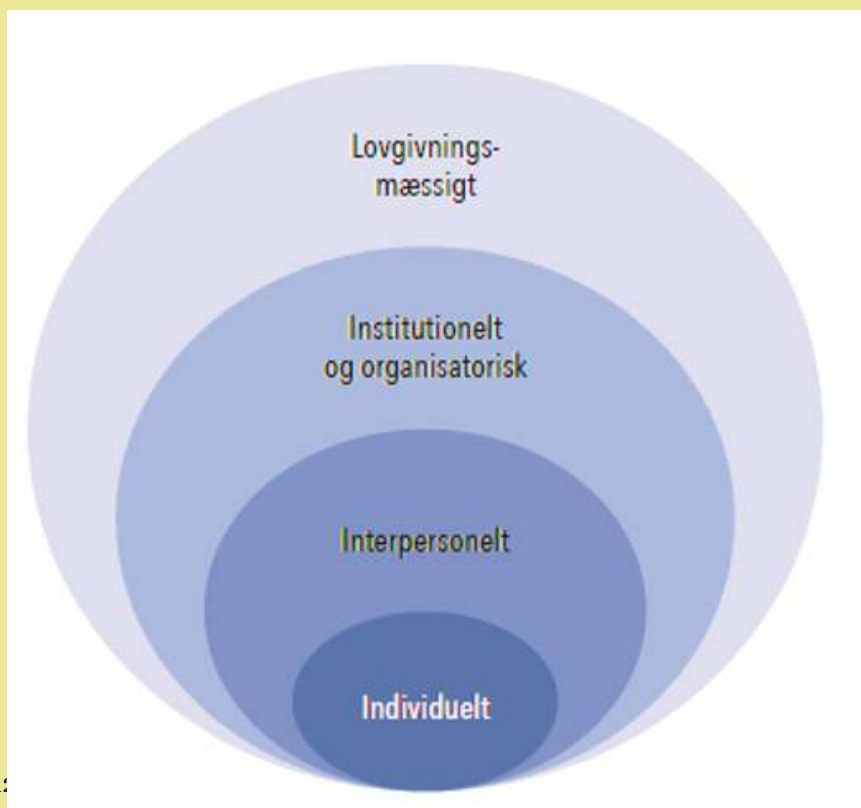 Lovgivnings-
mæssigt
Institutionelt
og organisatorisk
Interpersonelt
Individuelt